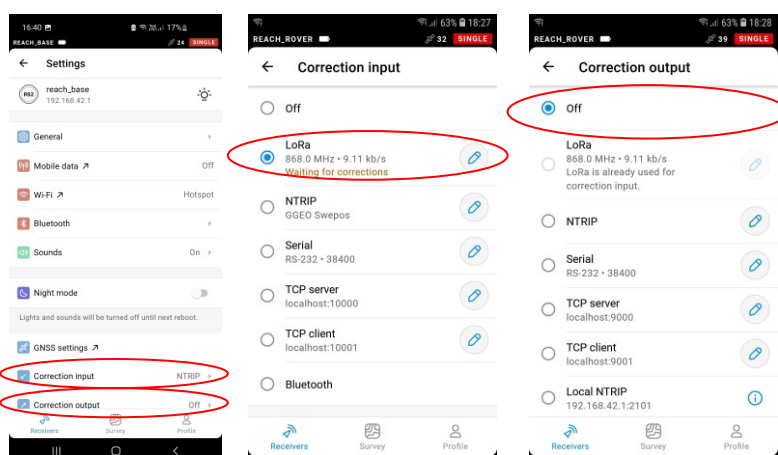 16:40 17%
REACH_BASE 24 SINGLE
Settings
RS2 reach_base
192.168.42.1
General
Mobile data Off
Wi-Fi Hotspot
Bluetooth
Sounds On
Night mode
Lights and sounds will be turned off until next reboot.
GNSS settings
Correction input NTRIP
Correction output Off
Receivers Survey Profile
63% 18:27
REACH_ROVER 32 SINGLE
Correction input
Off
LoRa
868.0 MHz • 9.11 kb/s
Waiting for corrections
NTRIP
GGEO Swepos
Serial
RS-232 • 38400
TCP server
localhost:10000
TCP client
localhost:10001
Bluetooth
Receivers Survey Profile
63% 18:28
REACH_ROVER 39 SINGLE
Correction output
Off
LoRa
868.0 MHz • 9.11 kb/s
LoRa is already used for
correction input.
NTRIP
Serial
RS-232 • 38400
TCP server
localhost:9000
TCP client
localhost:9001
Local NTRIP
192.168.42.1:2101
Receivers Survey Profile